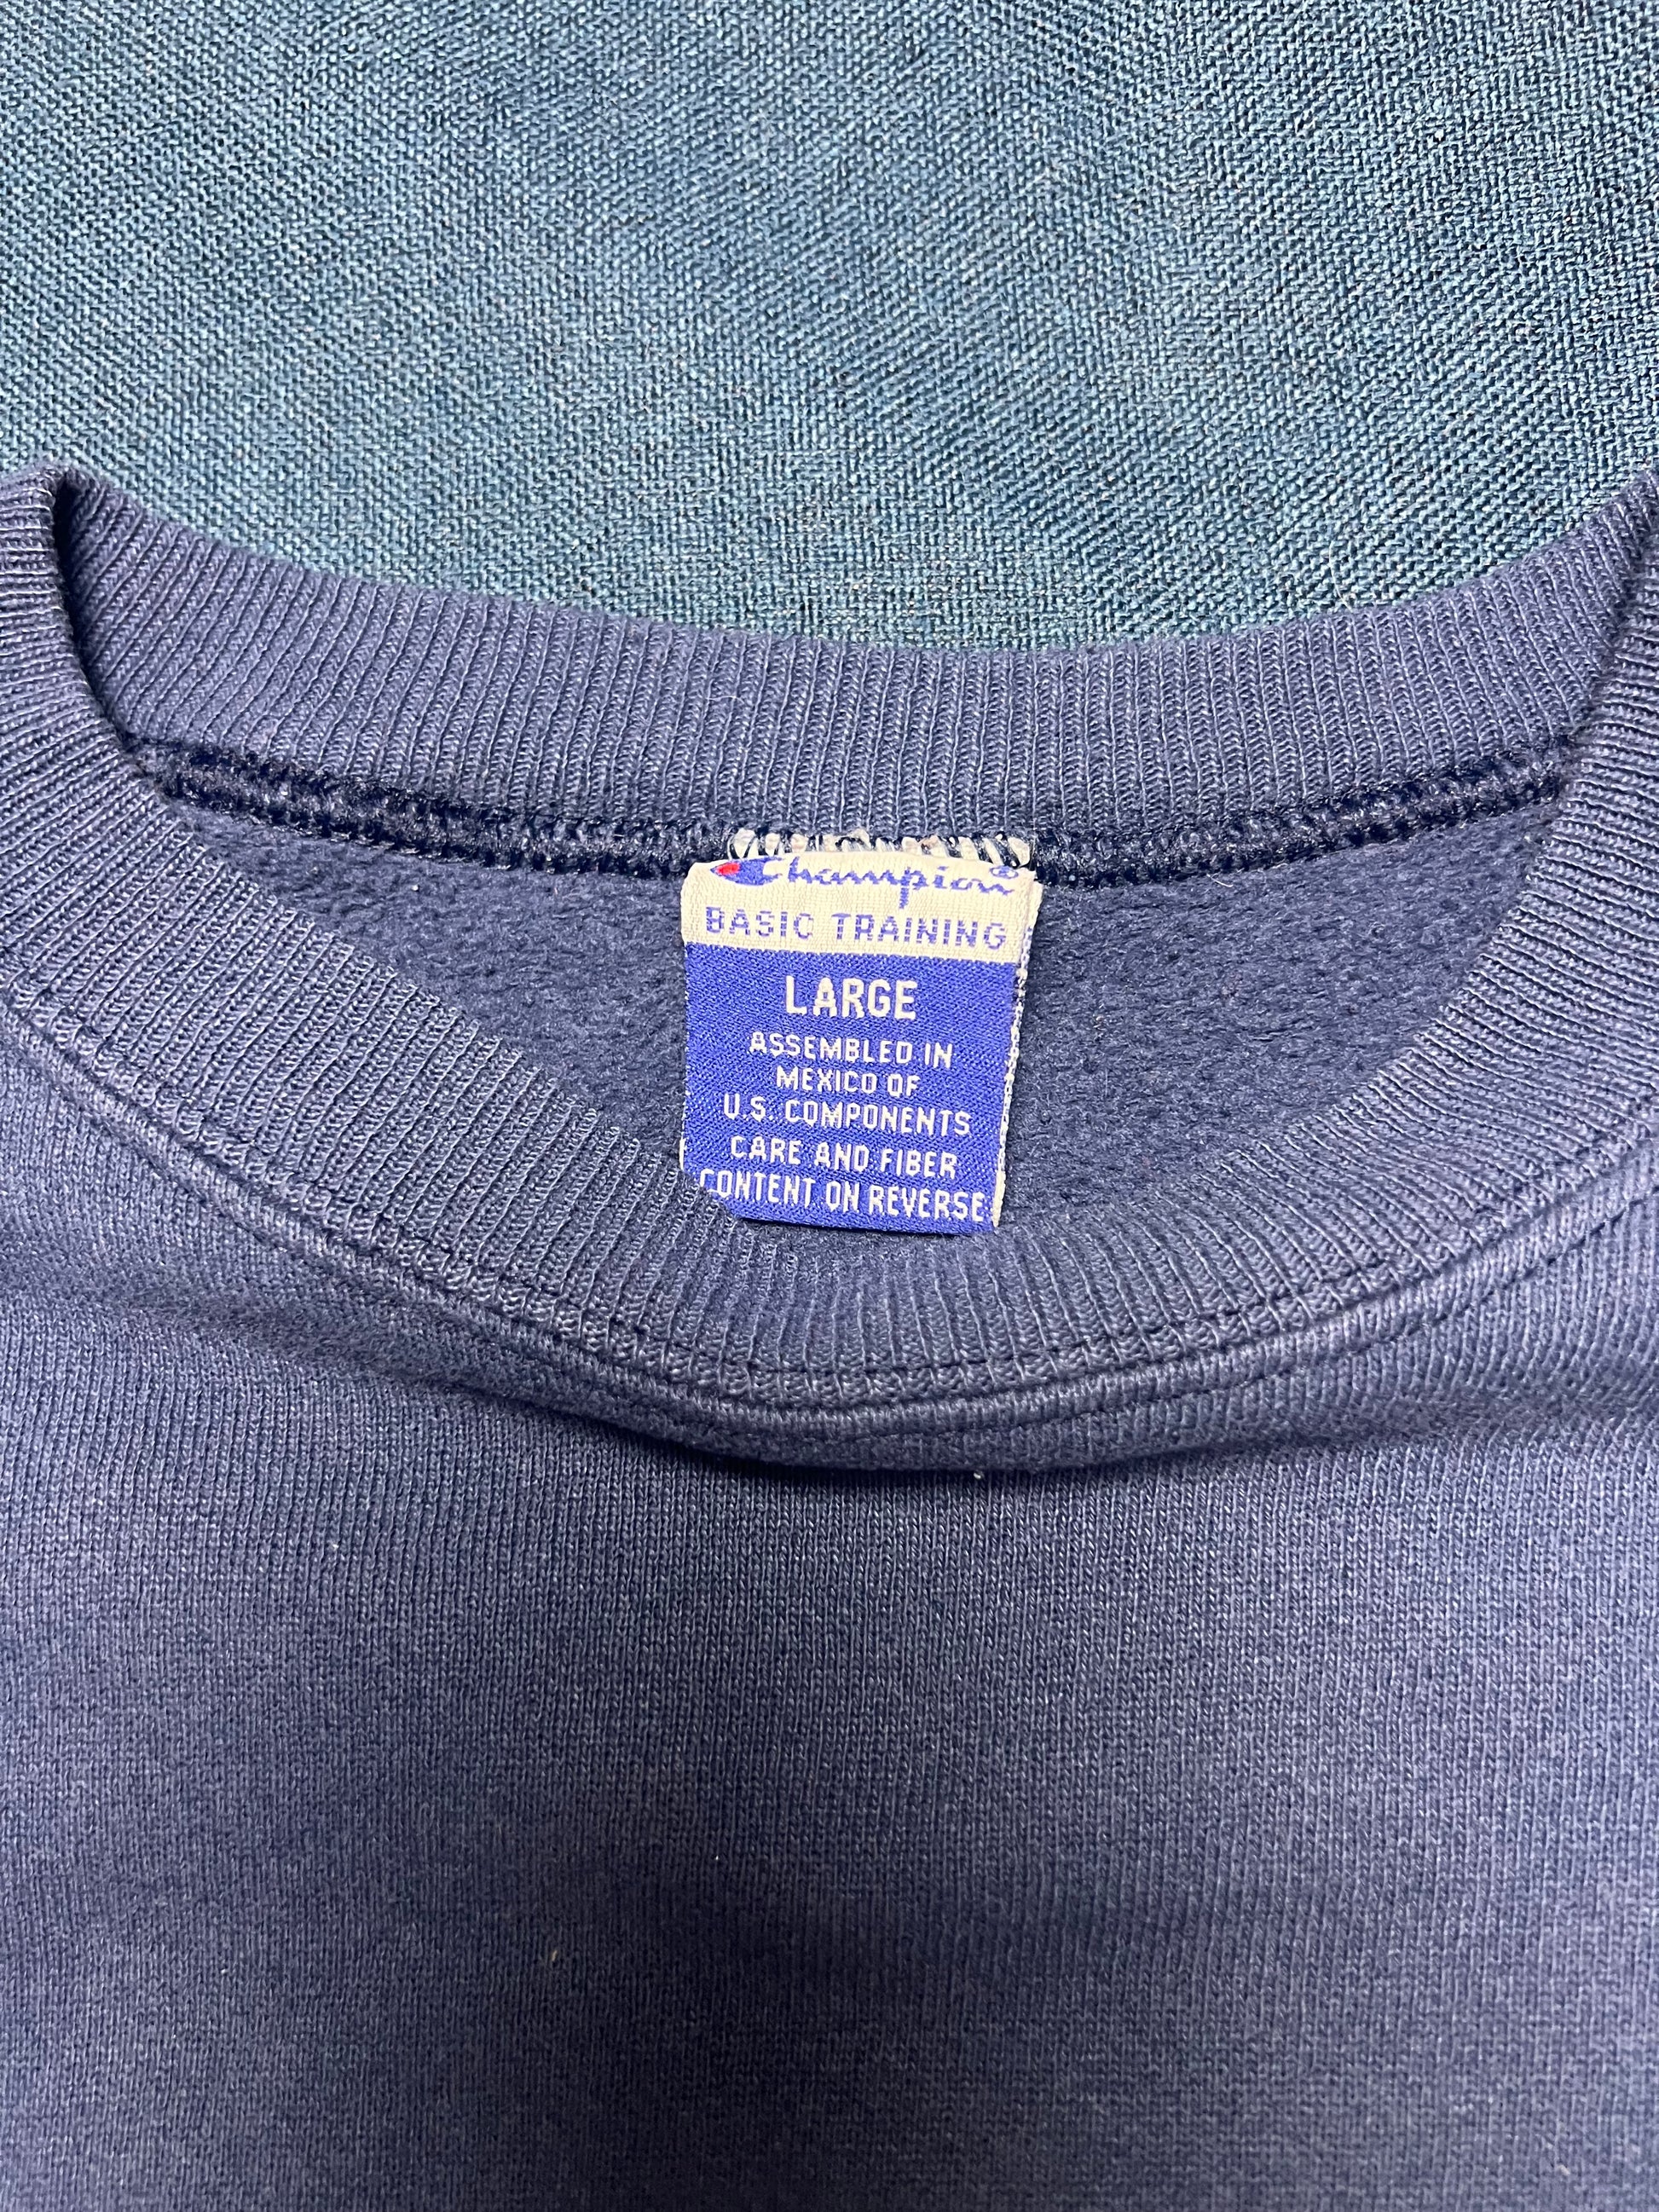 Champion®
BASIC TRAINING
LARGE
ASSEMBLED IN
MEXICO OF
U.S. COMPONENTS
CARE AND FIBER
CONTENT ON REVERSE